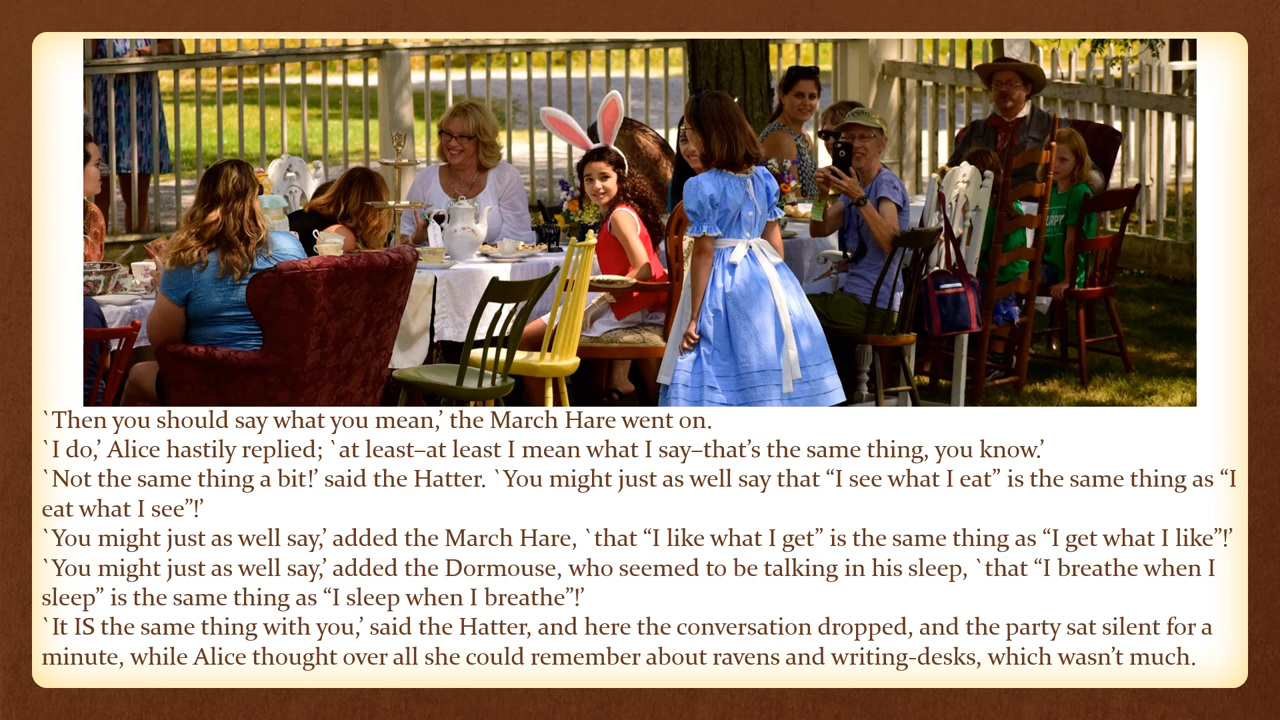 `Then you should say what you mean,’ the March Hare went on.
`I do,’ Alice hastily replied; `at least–at least I mean what I say–that’s the same thing, you know.’
`Not the same thing a bit!’ said the Hatter. `You might just as well say that “I see what I eat” is the same thing as “I
eat what I see”!’
`You might just as well say,’ added the March Hare, `that “I like what I get” is the same thing as “I get what I like”!’
`You might just as well say,’ added the Dormouse, who seemed to be talking in his sleep, `that “I breathe when I
sleep” is the same thing as “I sleep when I breathe”!’
`It IS the same thing with you,’ said the Hatter, and here the conversation dropped, and the party sat silent for a
minute, while Alice thought over all she could remember about ravens and writing-desks, which wasn’t much.